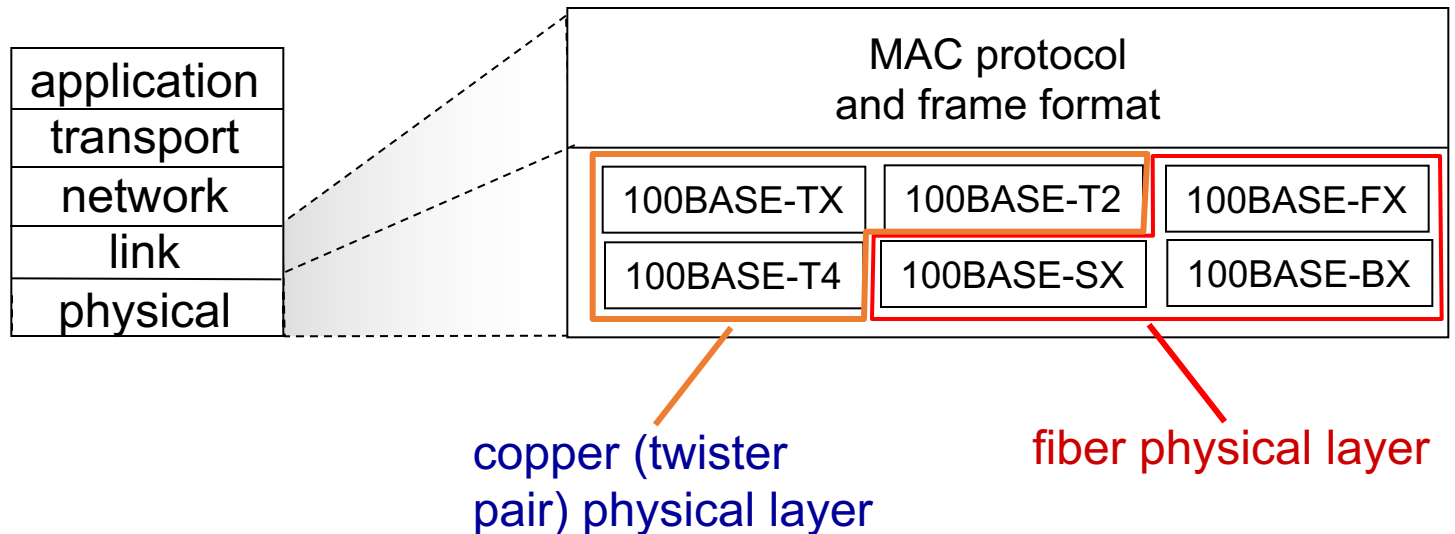 application
transport
network
link
physical
MAC protocol
and frame format
100BASE-TX
100BASE-T2
100BASE-FX
100BASE-T4
100BASE-SX
100BASE-BX
copper (twister
pair) physical layer
fiber physical layer